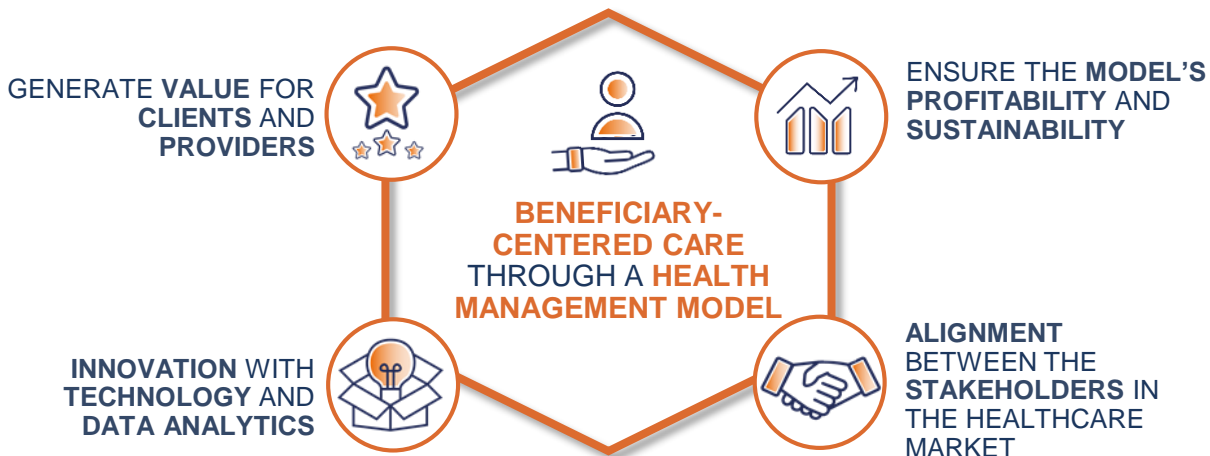 GENERATE VALUE FOR
CLIENTS AND
PROVIDERS
ENSURE THE MODEL'S
PROFITABILITY AND
SUSTAINABILITY
BENEFICIARY-
CENTERED CARE
THROUGH A HEALTH
MANAGEMENT MODEL
INNOVATION WITH
TECHNOLOGY AND
DATA ANALYTICS
ALIGNMENT
BETWEEN THE
STAKEHOLDERS IN
THE HEALTHCARE
MARKET